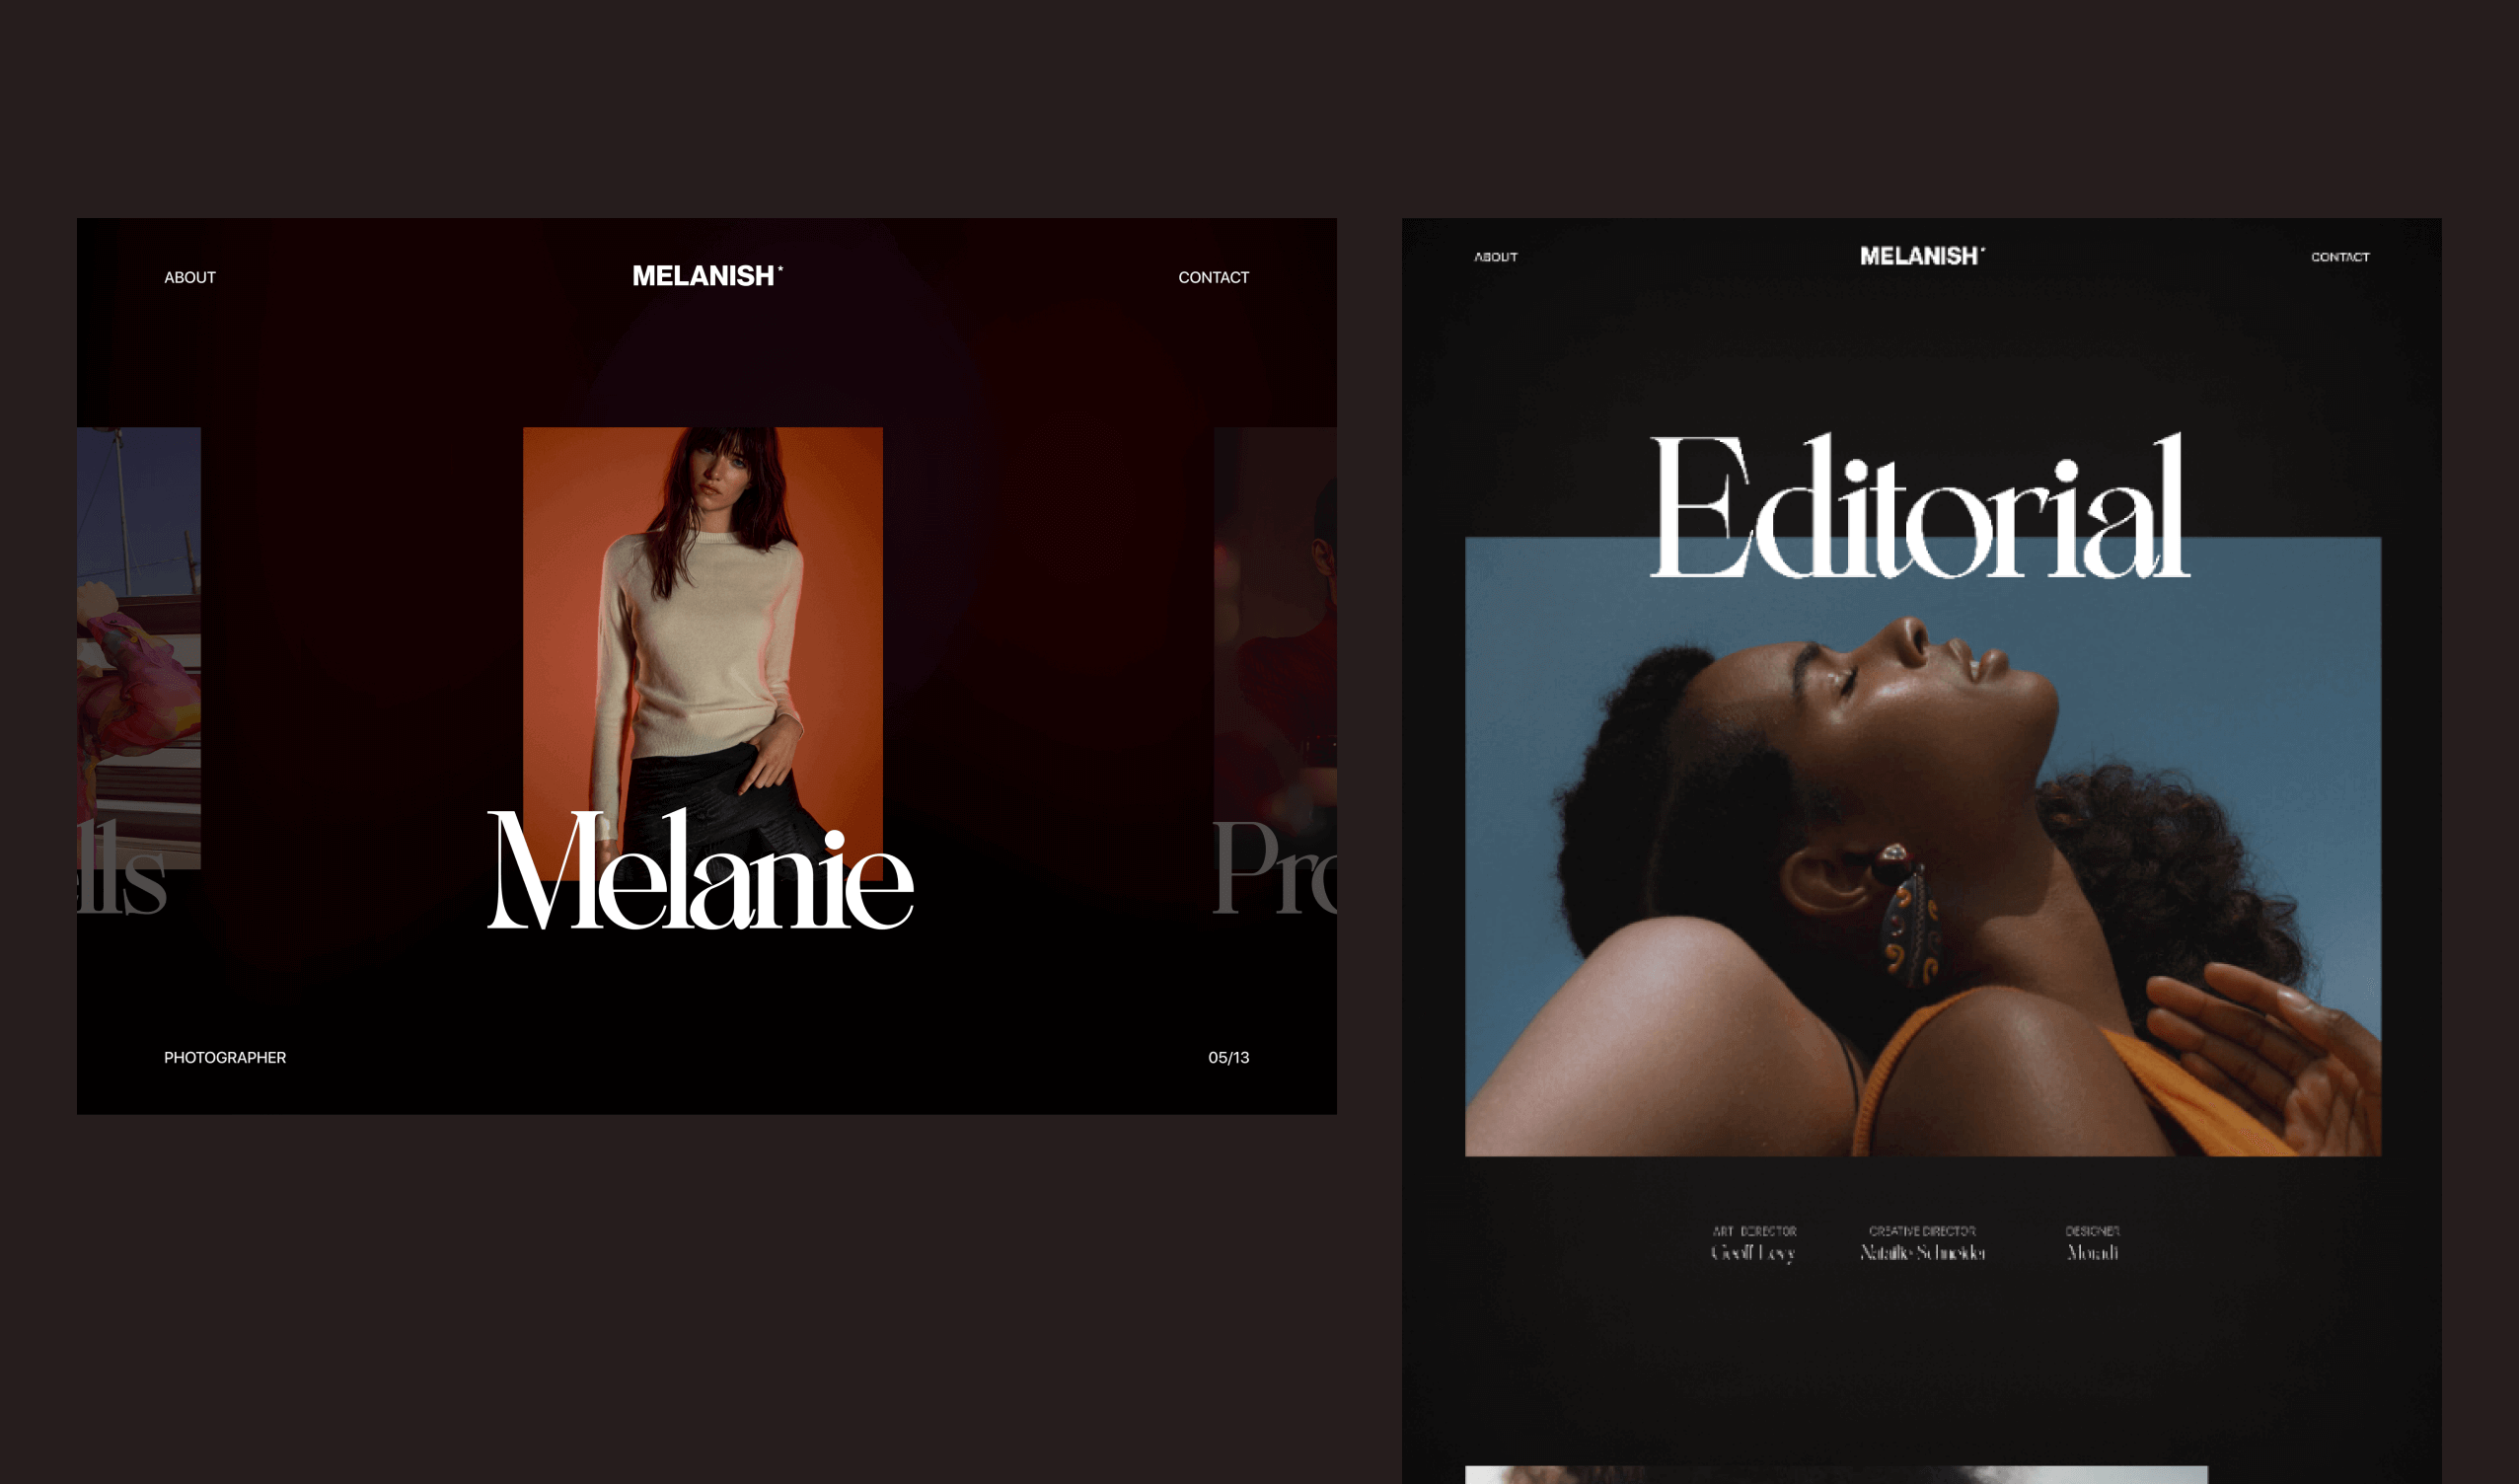 ABOUT
MELANISH*
CONTACT
lls
Melanie
Pro
PHOTOGRAPHER
05/13
ABOUT
MELANISH*
CONTACT
Editorial
ART DIRECTOR
CREATIVE DIRECTOR
DESIGNER
Geoff Levy
Natallie Schneider
Moradi